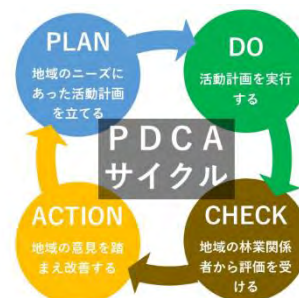 PLAN
地域のニーズに
あった活動計画
を立てる
DO
活動計画を実行
する
PDCA
サイクル
ACTION
地域の意見を踏
まえ改善する
CHECK
地域の林業関係
者から評価を受
ける